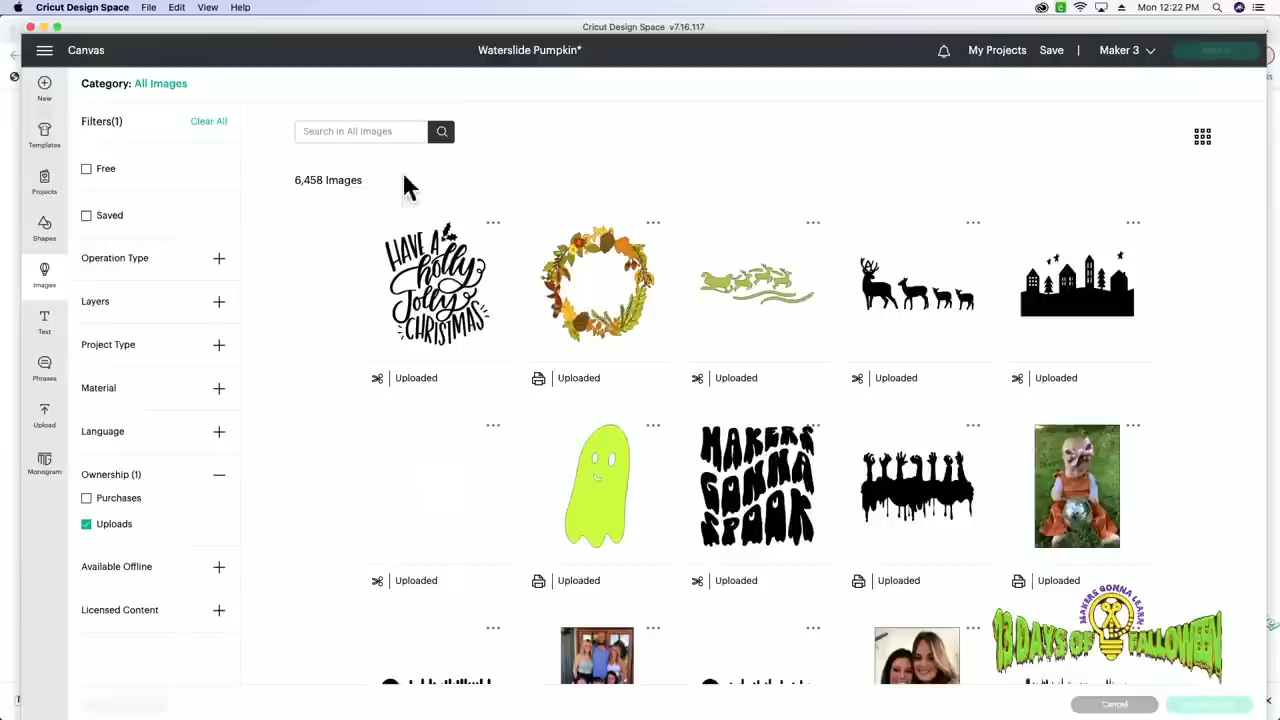 Cricut Design Space File Edit View Help Mon 12:22 PM
Cricut Design Space v7.16.117
Canvas Waterslide Pumpkin* My Projects Save | Maker 3
New
Templates
Projects
Shapes
Images
Text
Phrases
Upload
Monogram
Category: All Images
Filters(1) Clear All
Free
Saved
Operation Type
Layers
Project Type
Material
Language
Ownership (1)
Purchases
Uploads
Available Offline
Licensed Content
Search in All Images
6,458 Images
HAVE A
holly
Jolly
CHRISTMAS
Uploaded
Uploaded
Uploaded
Uploaded
Uploaded
MAKERS
GONNA
SPOOK
Uploaded
Uploaded
Uploaded
Uploaded
Uploaded
MAKERS GONNA LEARN
13 DAYS OF FALLOWEEN
Cancel